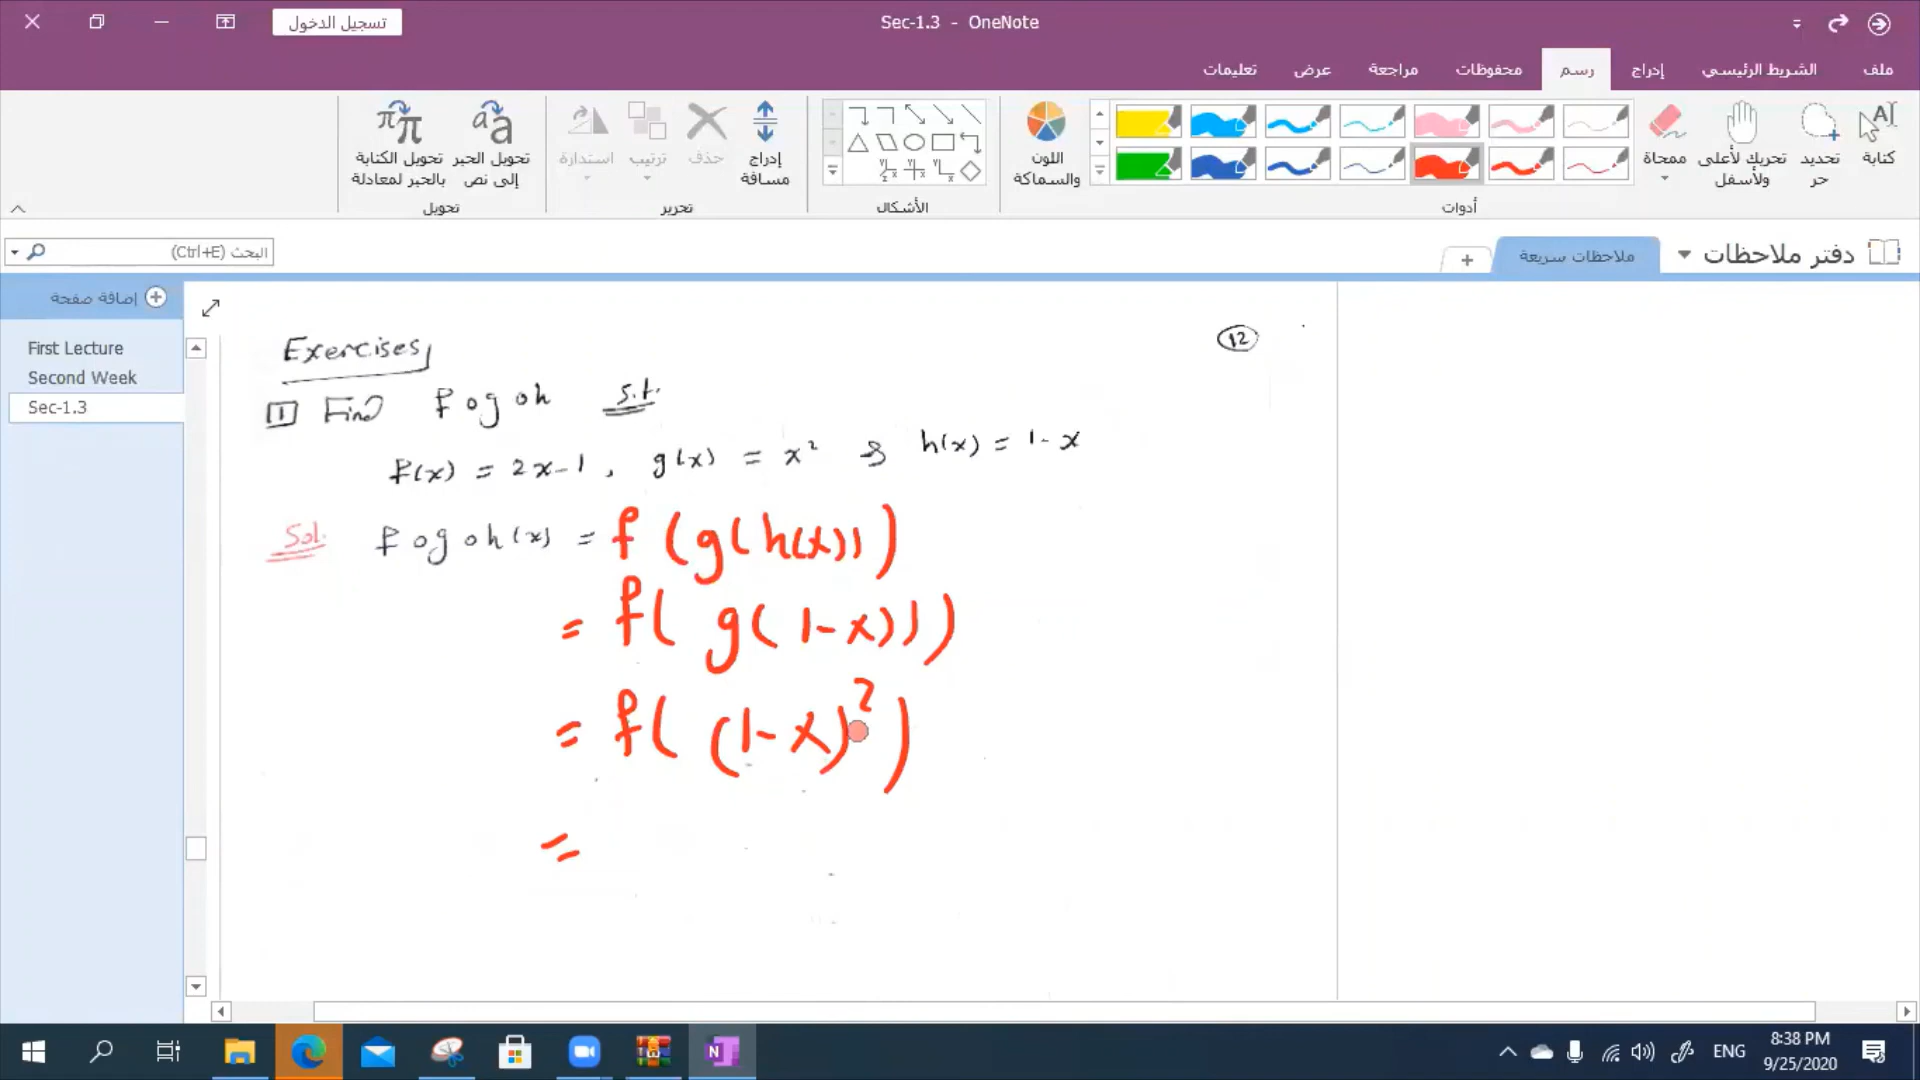 تسجيل الدخول
Sec-1.3 - OneNote
ملف الشريط الرئيسي إدراج رسم محفوظات مراجعة عرض تعليمات
كتابة
تحديد حر
تحريك لأعلى ولأسفل
ممحاة
أدوات
اللون والسماكة
الأشكال
إدراج مسافة
حذف
ترتيب
استدارة
تحرير
تحويل الحبر إلى نص
تحويل الكتابة بالحبر لمعادلة
تحويل
دفتر ملاحظات
ملاحظات سريعة
البحث (Ctrl+E)
إضافة صفحة
First Lecture
Second Week
Sec-1.3
Exercises
12
1 Find fogoh s.t.
f(x) = 2x-1 , g(x) = x² & h(x) = 1-x
Sol. fogoh(x) = f(g(h(x)))
= f( g(1-x)))
= f( (1-x)²)
=
ENG
8:38 PM
9/25/2020